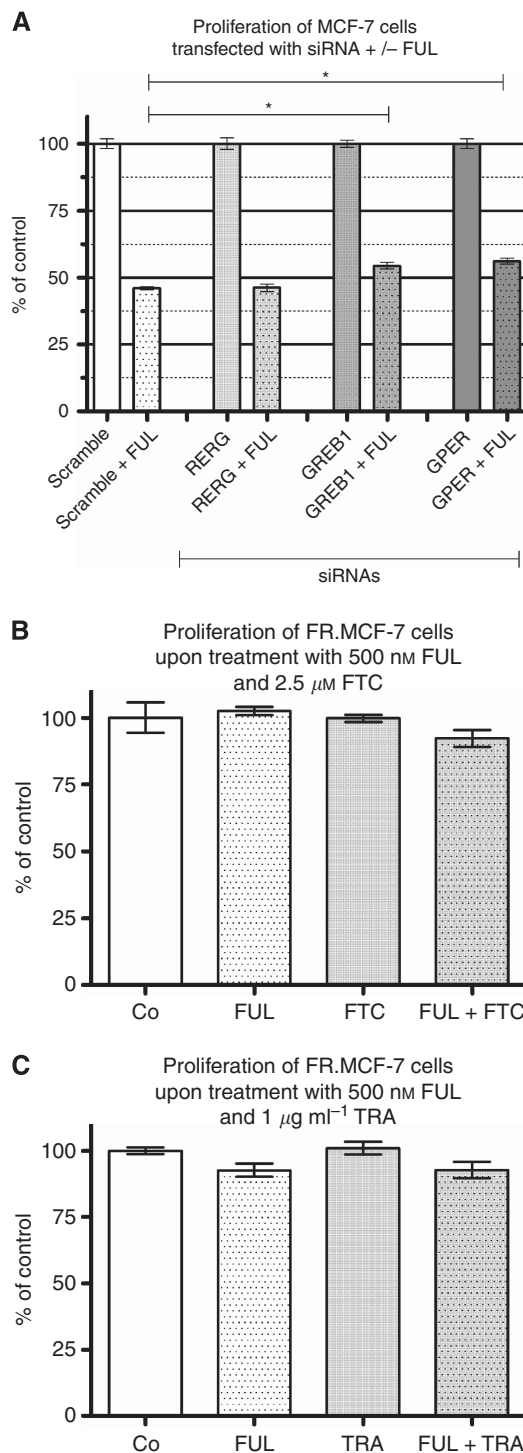 A
Proliferation of MCF-7 cells
transfected with siRNA + /– FUL
*
*
100
75
50
25
0
% of control
Scramble
Scramble + FUL
RERG
RERG + FUL
GREB1
GREB1 + FUL
GPER
GPER + FUL
siRNAs
B
Proliferation of FR.MCF-7 cells
upon treatment with 500 nM FUL
and 2.5 μM FTC
100
75
50
25
0
% of control
Co
FUL
FTC
FUL + FTC
C
Proliferation of FR.MCF-7 cells
upon treatment with 500 nM FUL
and 1 μg ml⁻¹ TRA
100
75
50
25
0
% of control
Co
FUL
TRA
FUL + TRA